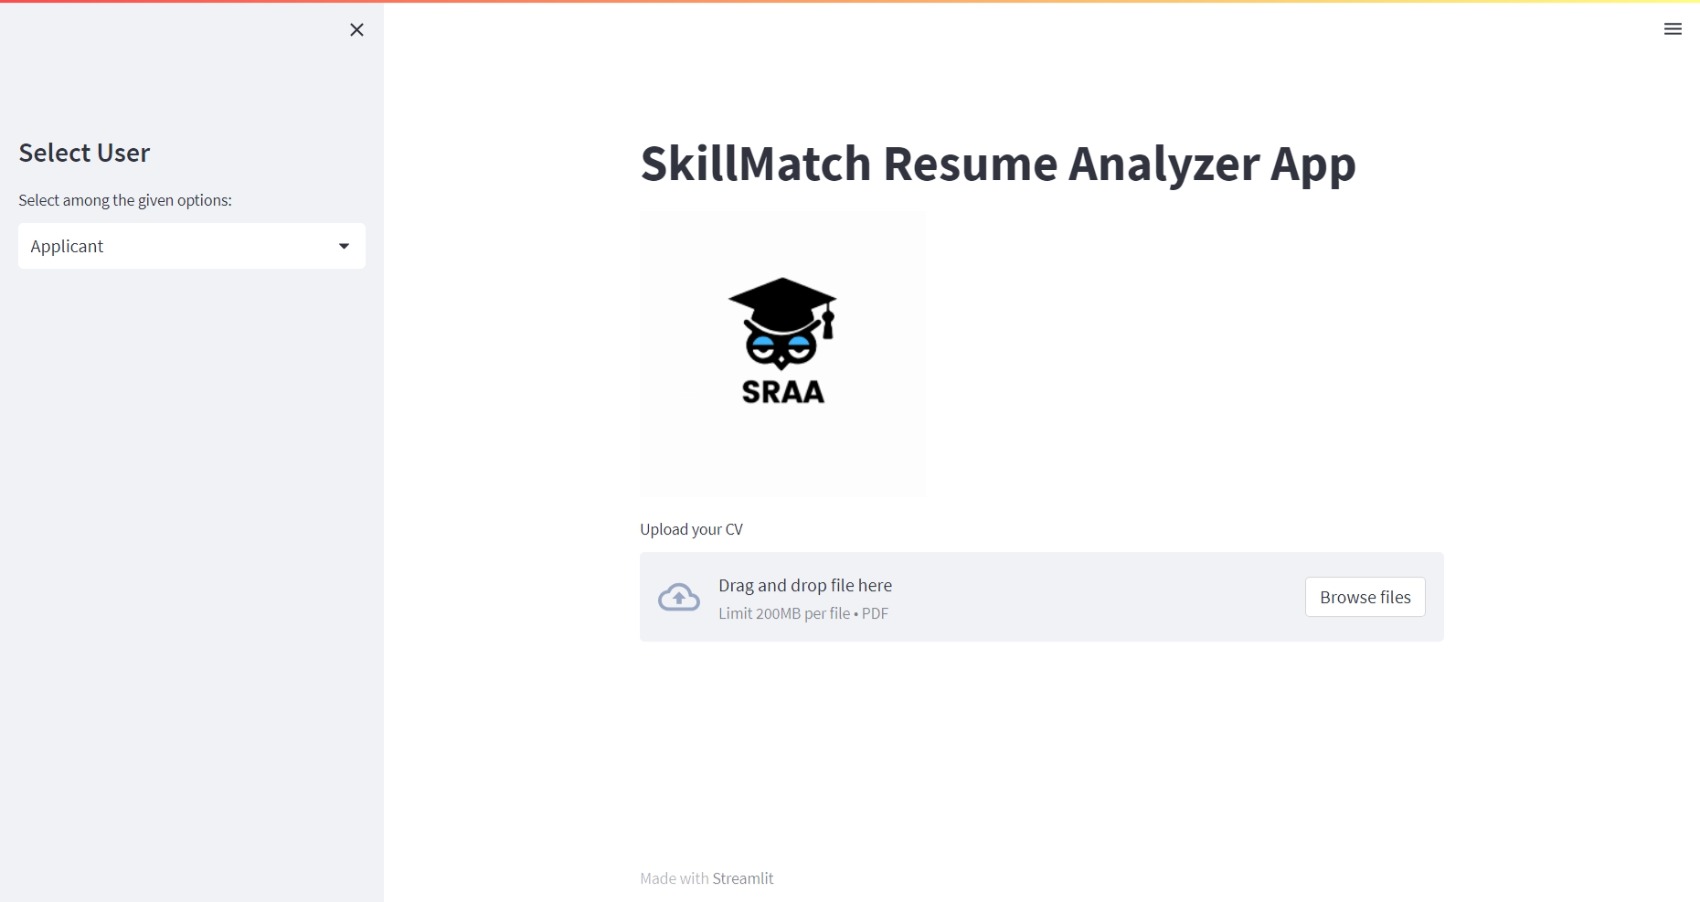 Select User
Select among the given options:
Applicant
SkillMatch Resume Analyzer App
SRAA
Upload your CV
Drag and drop file here
Limit 200MB per file • PDF
Browse files
Made with Streamlit